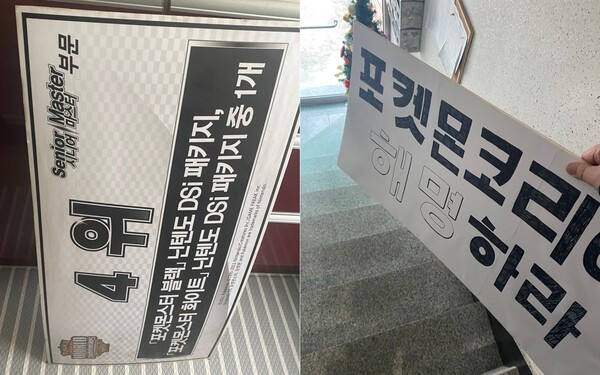 Senior Master
시니어 마스터 부문
4위
「포켓몬스터 블랙」 닌텐도 DSi 패키지,
「포켓몬스터 화이트」 닌텐도 DSi 패키지 중 1개
포켓몬코리아
해명
하라